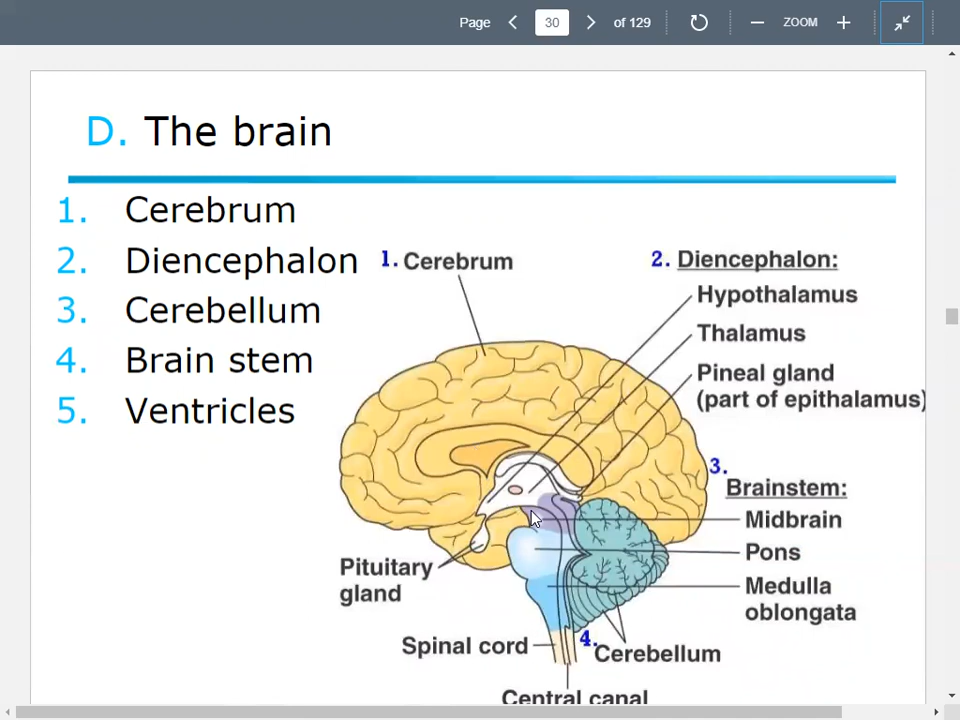 Page 30 of 129 ZOOM
D. The brain
1. Cerebrum
2. Diencephalon
3. Cerebellum
4. Brain stem
5. Ventricles
1. Cerebrum
2. Diencephalon:
Hypothalamus
Thalamus
Pineal gland
(part of epithalamus)
3.
Brainstem:
Midbrain
Pons
Medulla
oblongata
Pituitary
gland
Spinal cord
4.
Cerebellum
Central canal